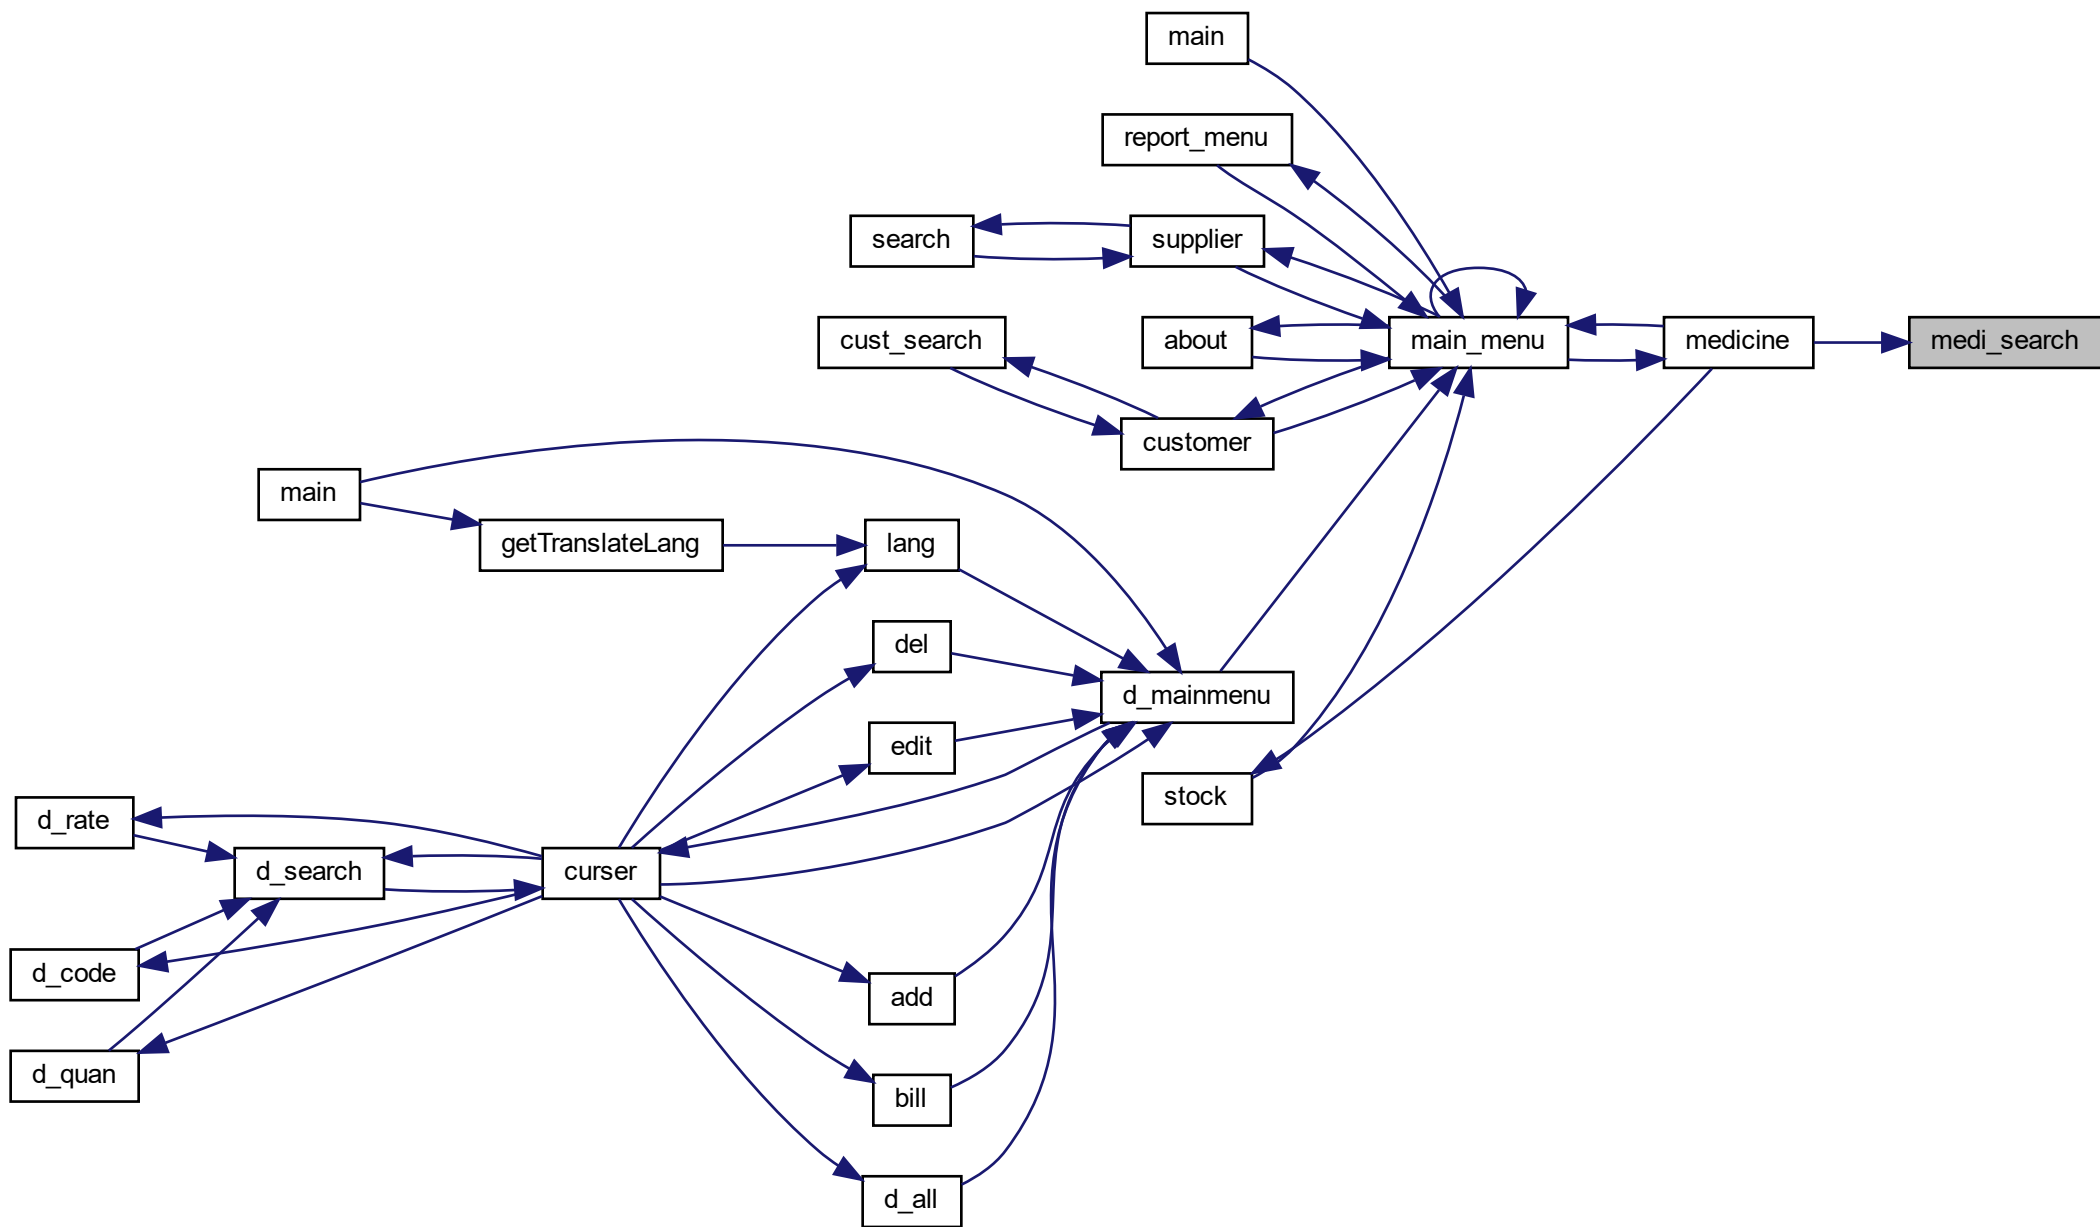 main
report_menu
search
supplier
cust_search
about
main_menu
medicine
medi_search
customer
main
getTranslateLang
lang
del
d_mainmenu
edit
stock
d_rate
d_search
curser
d_code
add
d_quan
bill
d_all